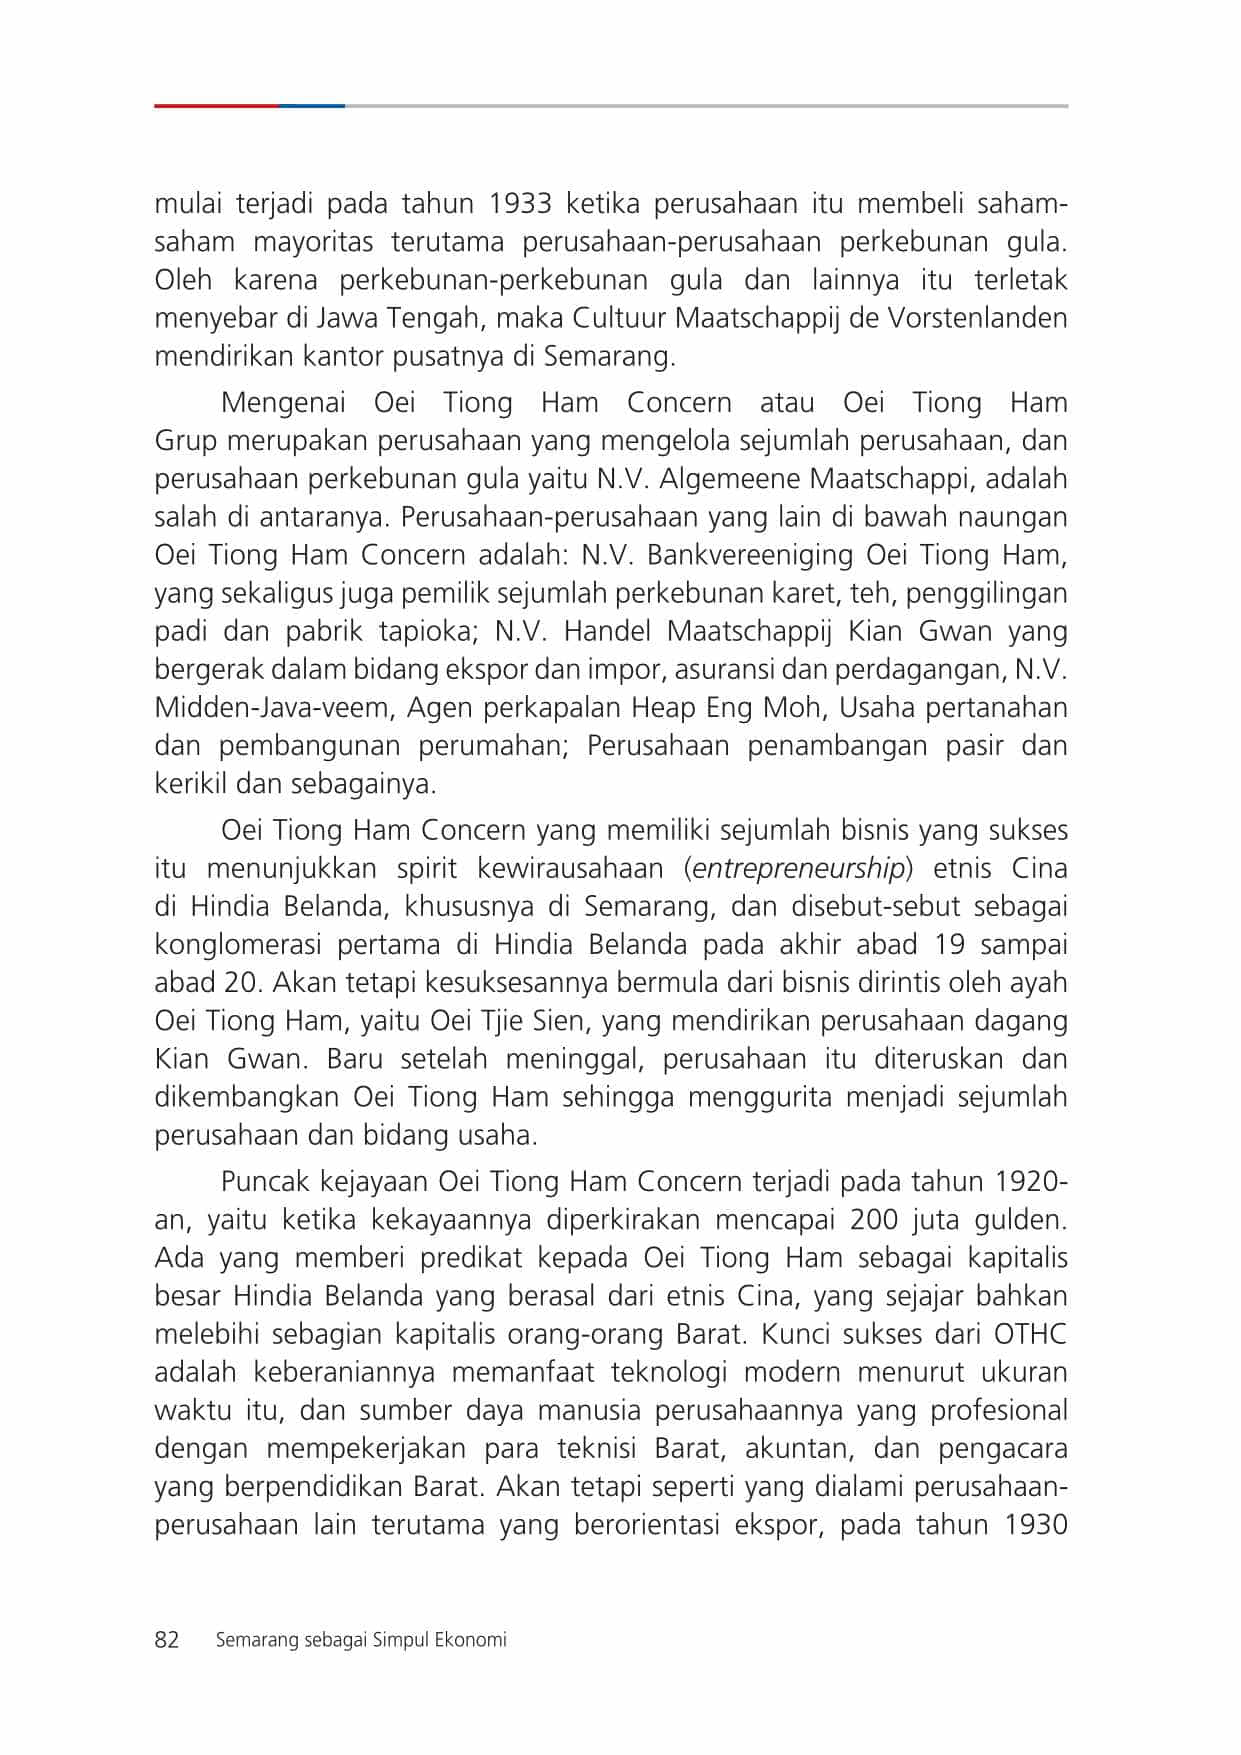 mulai terjadi pada tahun 1933 ketika perusahaan itu membeli saham-
saham mayoritas terutama perusahaan-perusahaan perkebunan gula.
Oleh karena perkebunan-perkebunan gula dan lainnya itu terletak
menyebar di Jawa Tengah, maka Cultuur Maatschappij de Vorstenlanden
mendirikan kantor pusatnya di Semarang.
Mengenai Oei Tiong Ham Concern atau Oei Tiong Ham
Grup merupakan perusahaan yang mengelola sejumlah perusahaan, dan
perusahaan perkebunan gula yaitu N.V. Algemeene Maatschappi, adalah
salah di antaranya. Perusahaan-perusahaan yang lain di bawah naungan
Oei Tiong Ham Concern adalah: N.V. Bankvereeniging Oei Tiong Ham,
yang sekaligus juga pemilik sejumlah perkebunan karet, teh, penggilingan
padi dan pabrik tapioka; N.V. Handel Maatschappij Kian Gwan yang
bergerak dalam bidang ekspor dan impor, asuransi dan perdagangan, N.V.
Midden-Java-veem, Agen perkapalan Heap Eng Moh, Usaha pertanahan
dan pembangunan perumahan; Perusahaan penambangan pasir dan
kerikil dan sebagainya.
Oei Tiong Ham Concern yang memiliki sejumlah bisnis yang sukses
itu menunjukkan spirit kewirausahaan (entrepreneurship) etnis Cina
di Hindia Belanda, khususnya di Semarang, dan disebut-sebut sebagai
konglomerasi pertama di Hindia Belanda pada akhir abad 19 sampai
abad 20. Akan tetapi kesuksesannya bermula dari bisnis dirintis oleh ayah
Oei Tiong Ham, yaitu Oei Tjie Sien, yang mendirikan perusahaan dagang
Kian Gwan. Baru setelah meninggal, perusahaan itu diteruskan dan
dikembangkan Oei Tiong Ham sehingga menggurita menjadi sejumlah
perusahaan dan bidang usaha.
Puncak kejayaan Oei Tiong Ham Concern terjadi pada tahun 1920-
an, yaitu ketika kekayaannya diperkirakan mencapai 200 juta gulden.
Ada yang memberi predikat kepada Oei Tiong Ham sebagai kapitalis
besar Hindia Belanda yang berasal dari etnis Cina, yang sejajar bahkan
melebihi sebagian kapitalis orang-orang Barat. Kunci sukses dari OTHC
adalah keberaniannya memanfaat teknologi modern menurut ukuran
waktu itu, dan sumber daya manusia perusahaannya yang profesional
dengan mempekerjakan para teknisi Barat, akuntan, dan pengacara
yang berpendidikan Barat. Akan tetapi seperti yang dialami perusahaan-
perusahaan lain terutama yang berorientasi ekspor, pada tahun 1930
82 Semarang sebagai Simpul Ekonomi